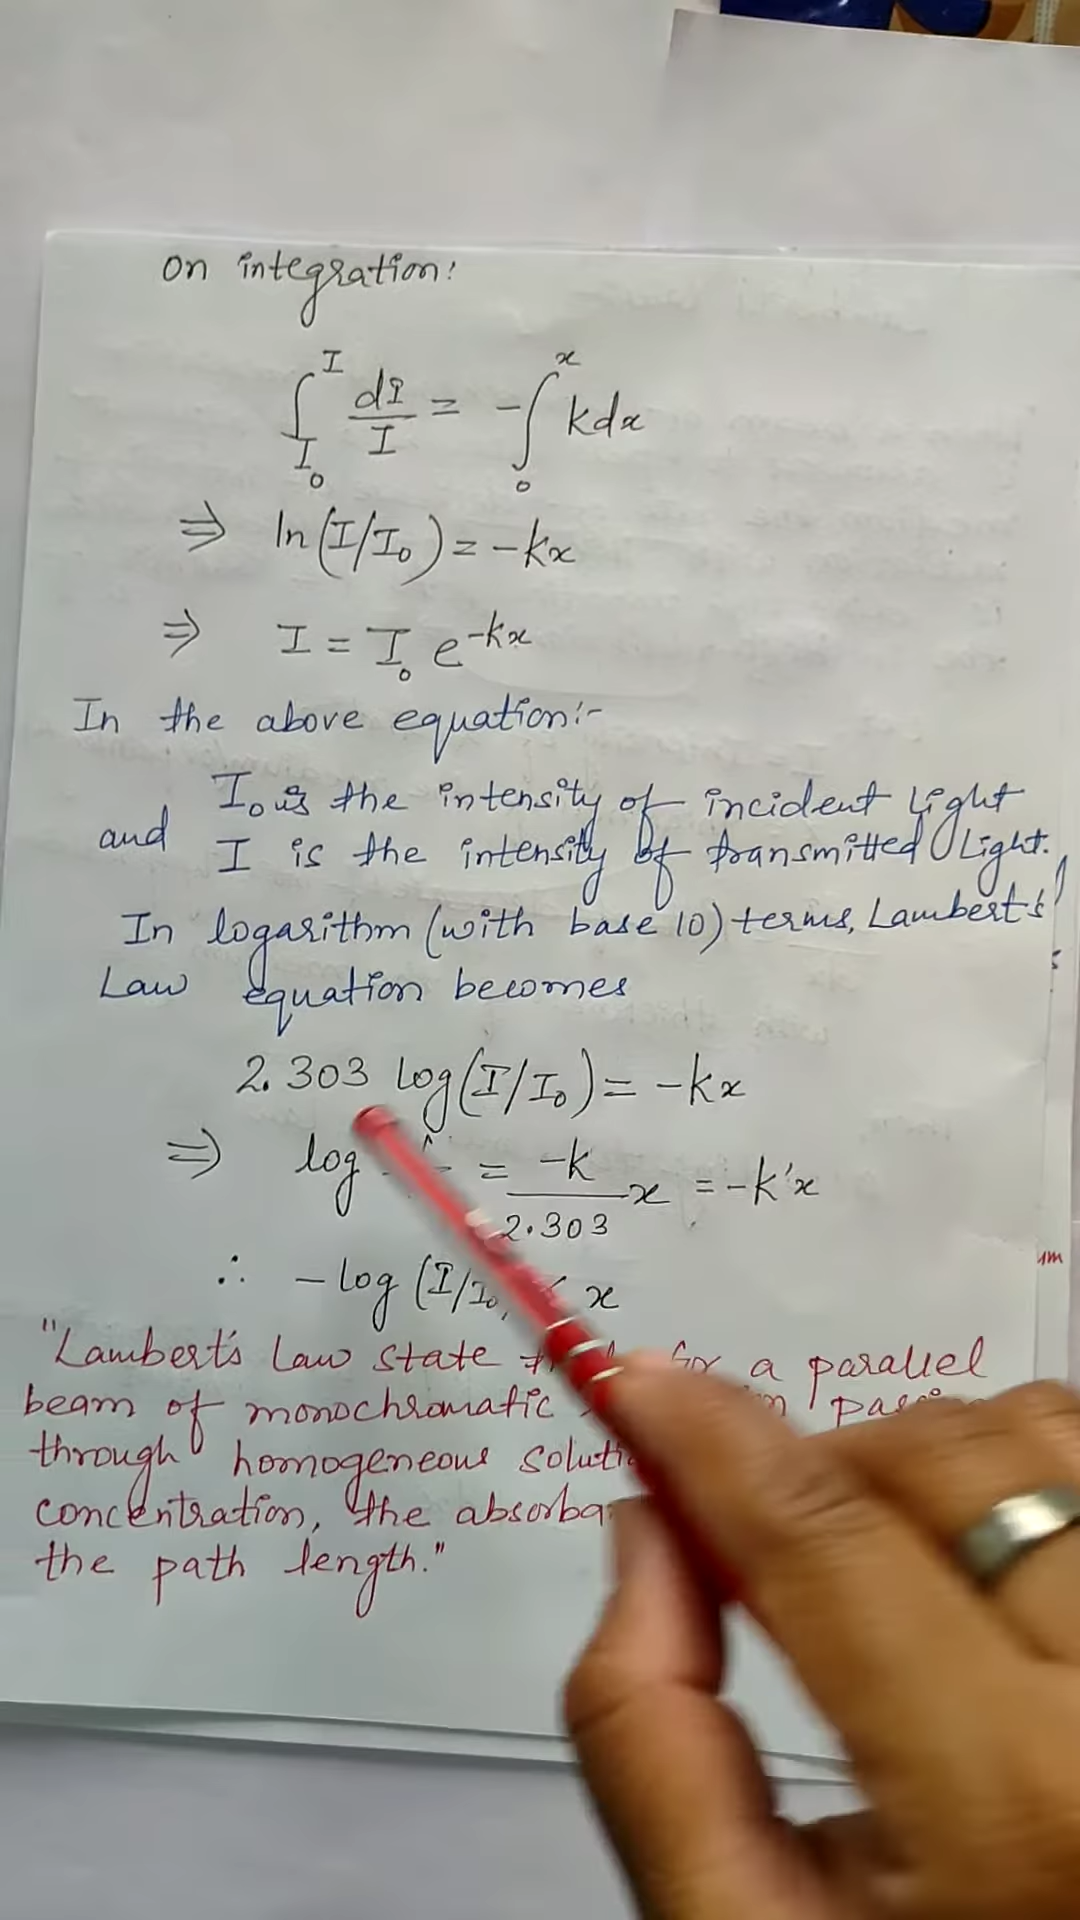 On integration:
∫_{I₀}^{I} dI/I = -∫_{0}^{x} kdx
⇒ ln(I/I₀) = -kx
⇒ I = I₀ e^{-kx}
In the above equation:-
I₀ is the intensity of incident Light
and I is the intensity of transmitted Light.
In logarithm (with base 10) terms, Lambert's
Law equation becomes
2.303 log(I/I₀) = -kx
⇒ log = -k/2.303 x = -k'x
∴ -log (I/I₀ x
"Lambert's Law state for a parallel
beam of monochromatic
through homogeneous
concentration, the
the path length."